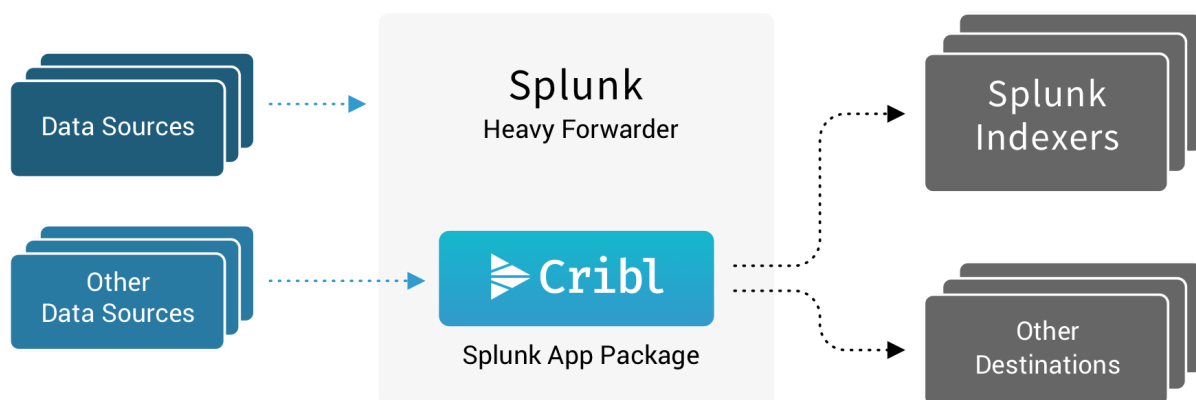 Data Sources
Other
Data Sources
Splunk
Heavy Forwarder
Cribl
Splunk App Package
Splunk
Indexers
Other
Destinations